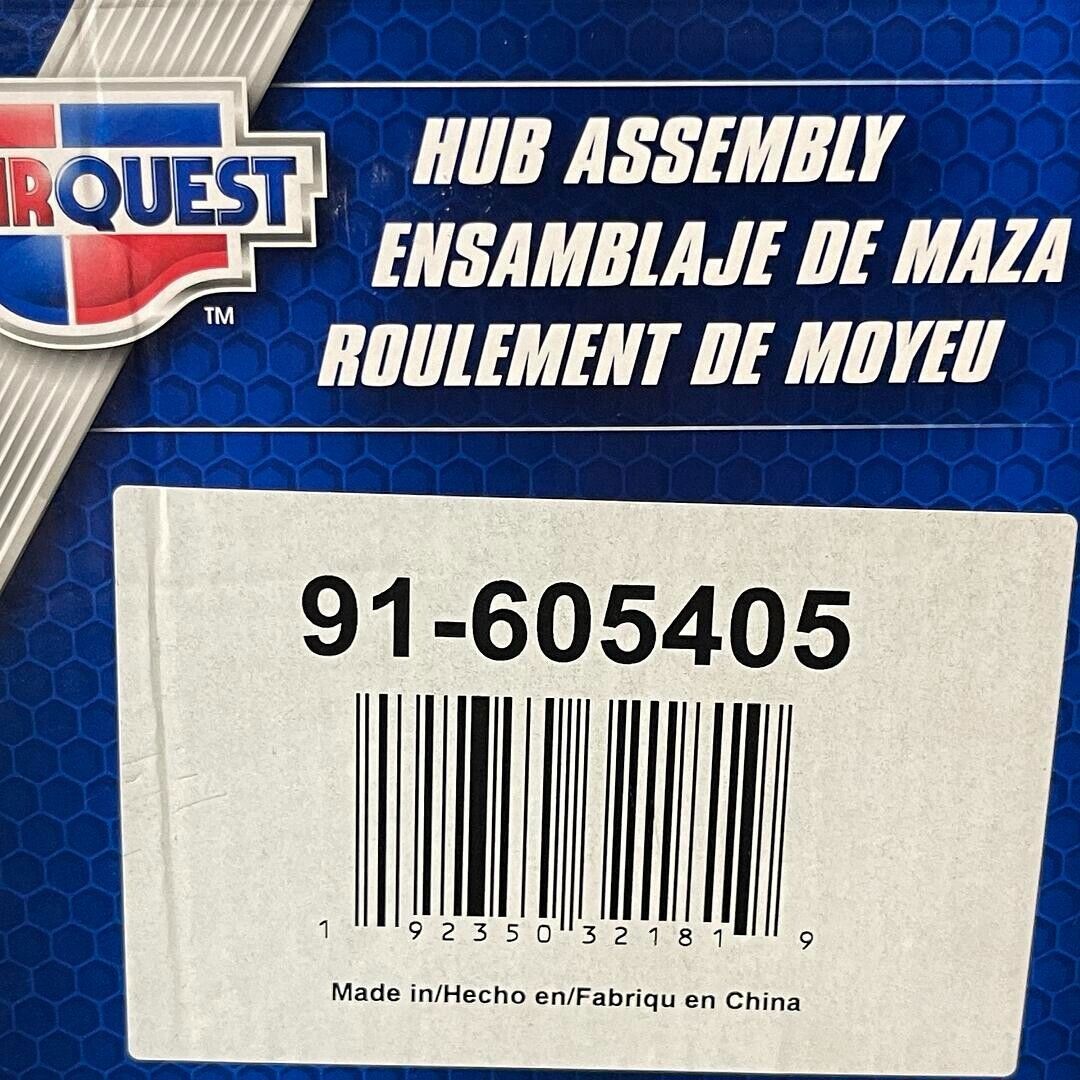 RQUEST
TM
HUB ASSEMBLY
ENSAMBLAJE DE MAZA
ROULEMENT DE MOYEU
91-605405
1 92350 32181 9
Made in/Hecho en/Fabriqu en China